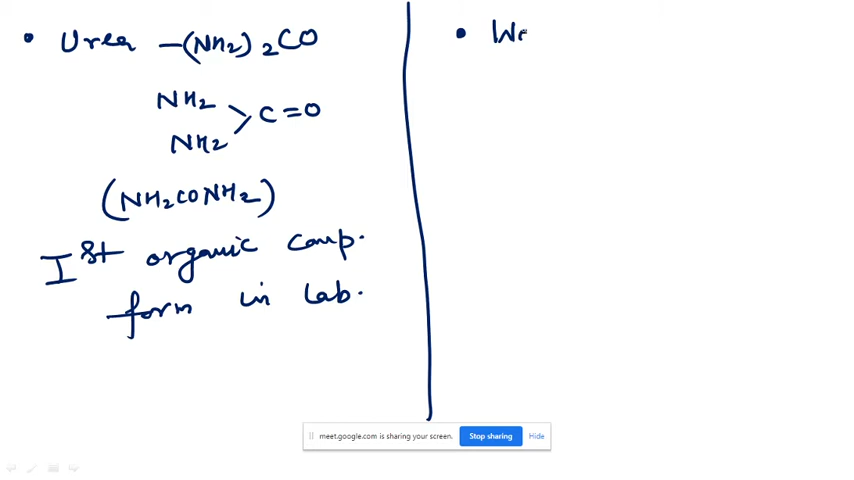 • Urea —(NH2)2CO
NH2
NH2 > C=O
(NH2CONH2)
Ist organic comp.
form in lab.
• We
meet.google.com is sharing your screen. Stop sharing Hide